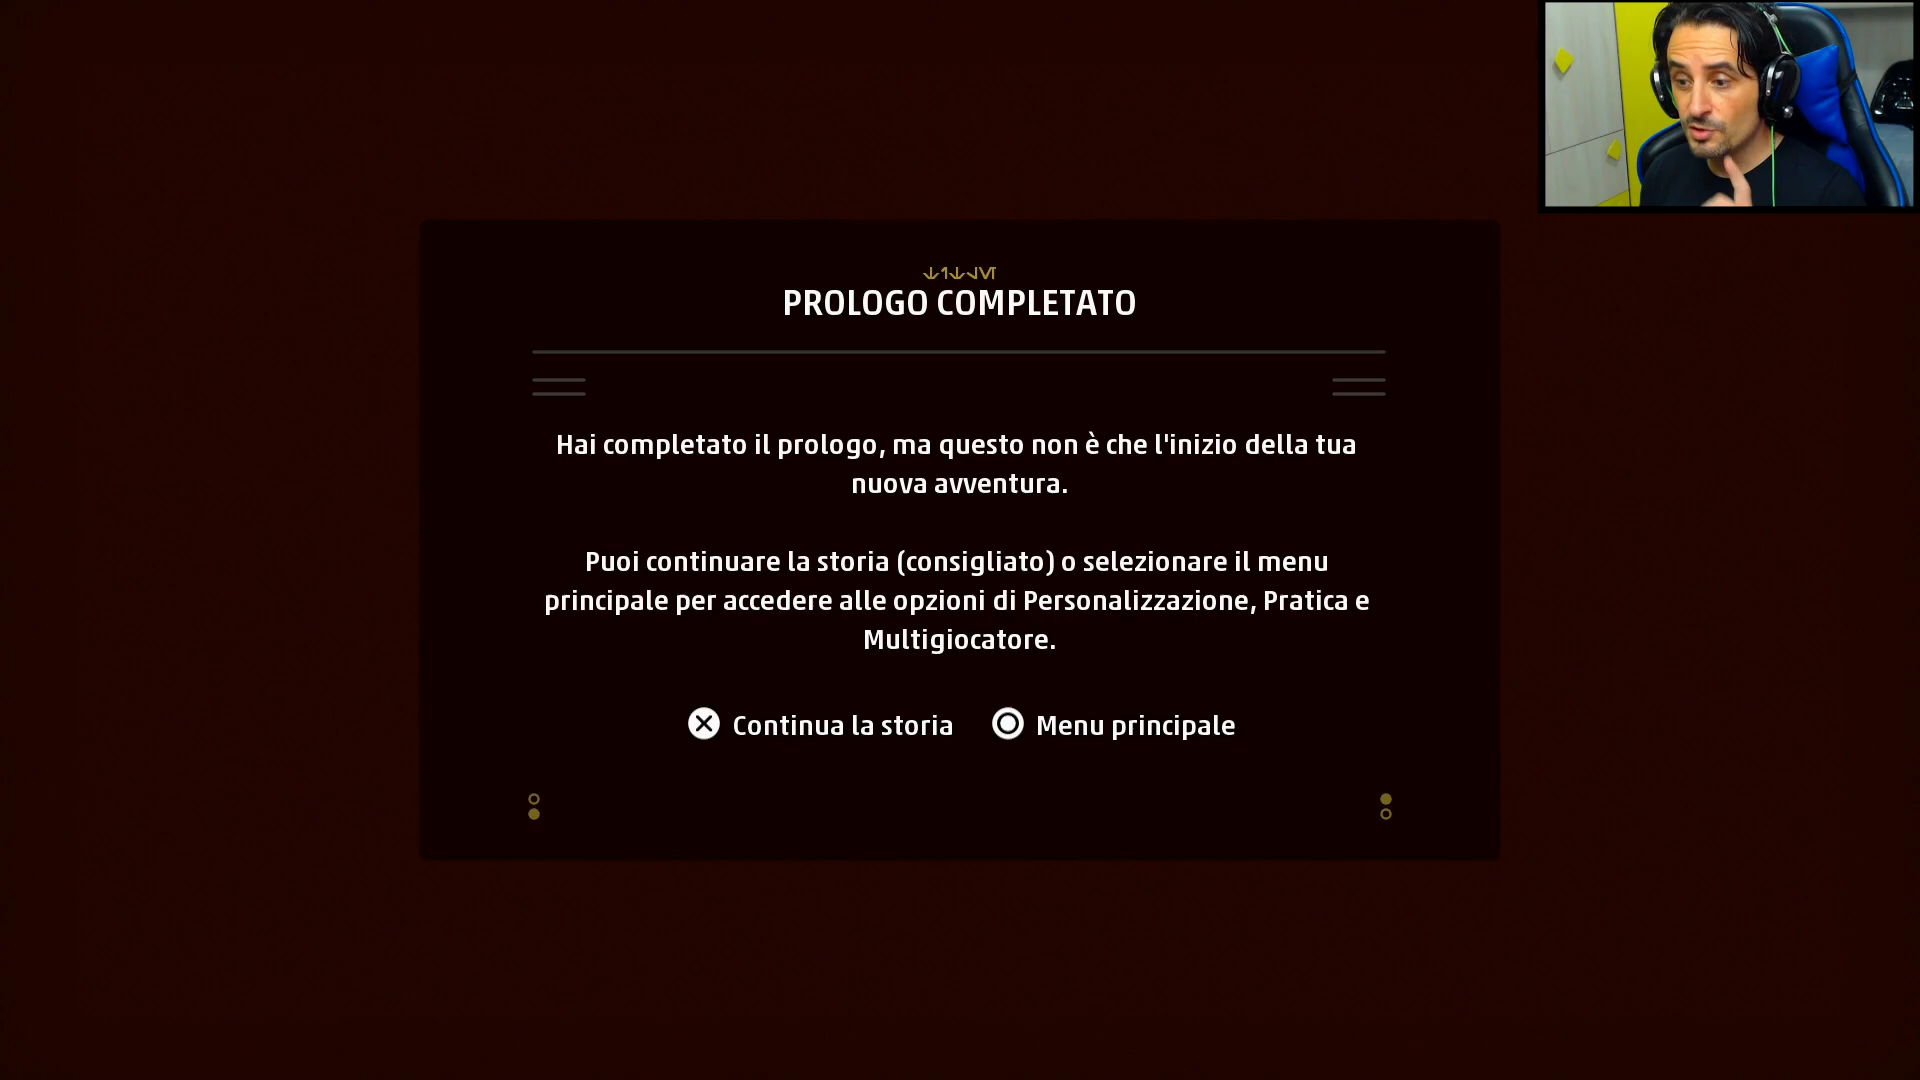 PROLOGO COMPLETATO
Hai completato il prologo, ma questo non è che l'inizio della tua
nuova avventura.
Puoi continuare la storia (consigliato) o selezionare il menu
principale per accedere alle opzioni di Personalizzazione, Pratica e
Multigiocatore.
Continua la storia Menu principale